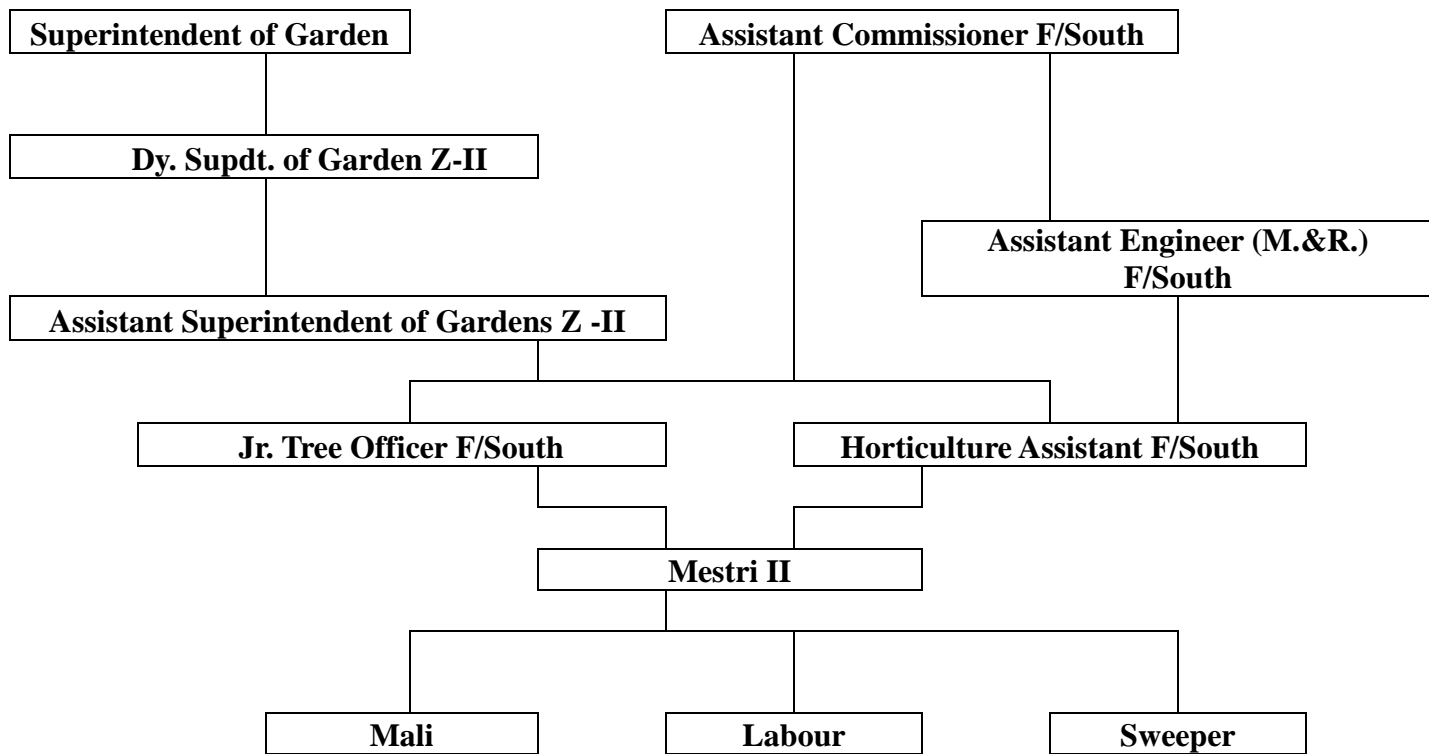 Superintendent of Garden
Assistant Commissioner F/South
Dy. Supdt. of Garden Z-II
Assistant Engineer (M.&R.)
F/South
Assistant Superintendent of Gardens Z -II
Jr. Tree Officer F/South
Horticulture Assistant F/South
Mestri II
Mali
Labour
Sweeper